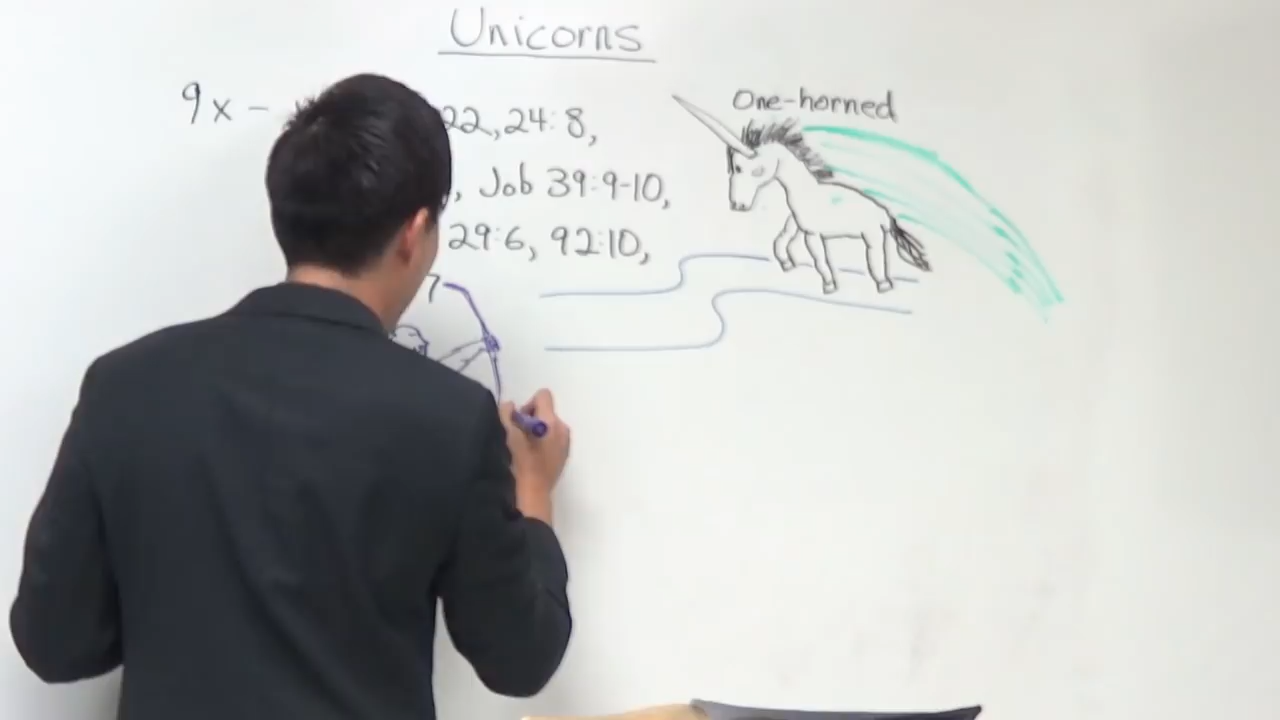 Unicorns
9x -
22, 24:8,
One-horned
, Job 39:9-10,
29:6, 92:10,
7